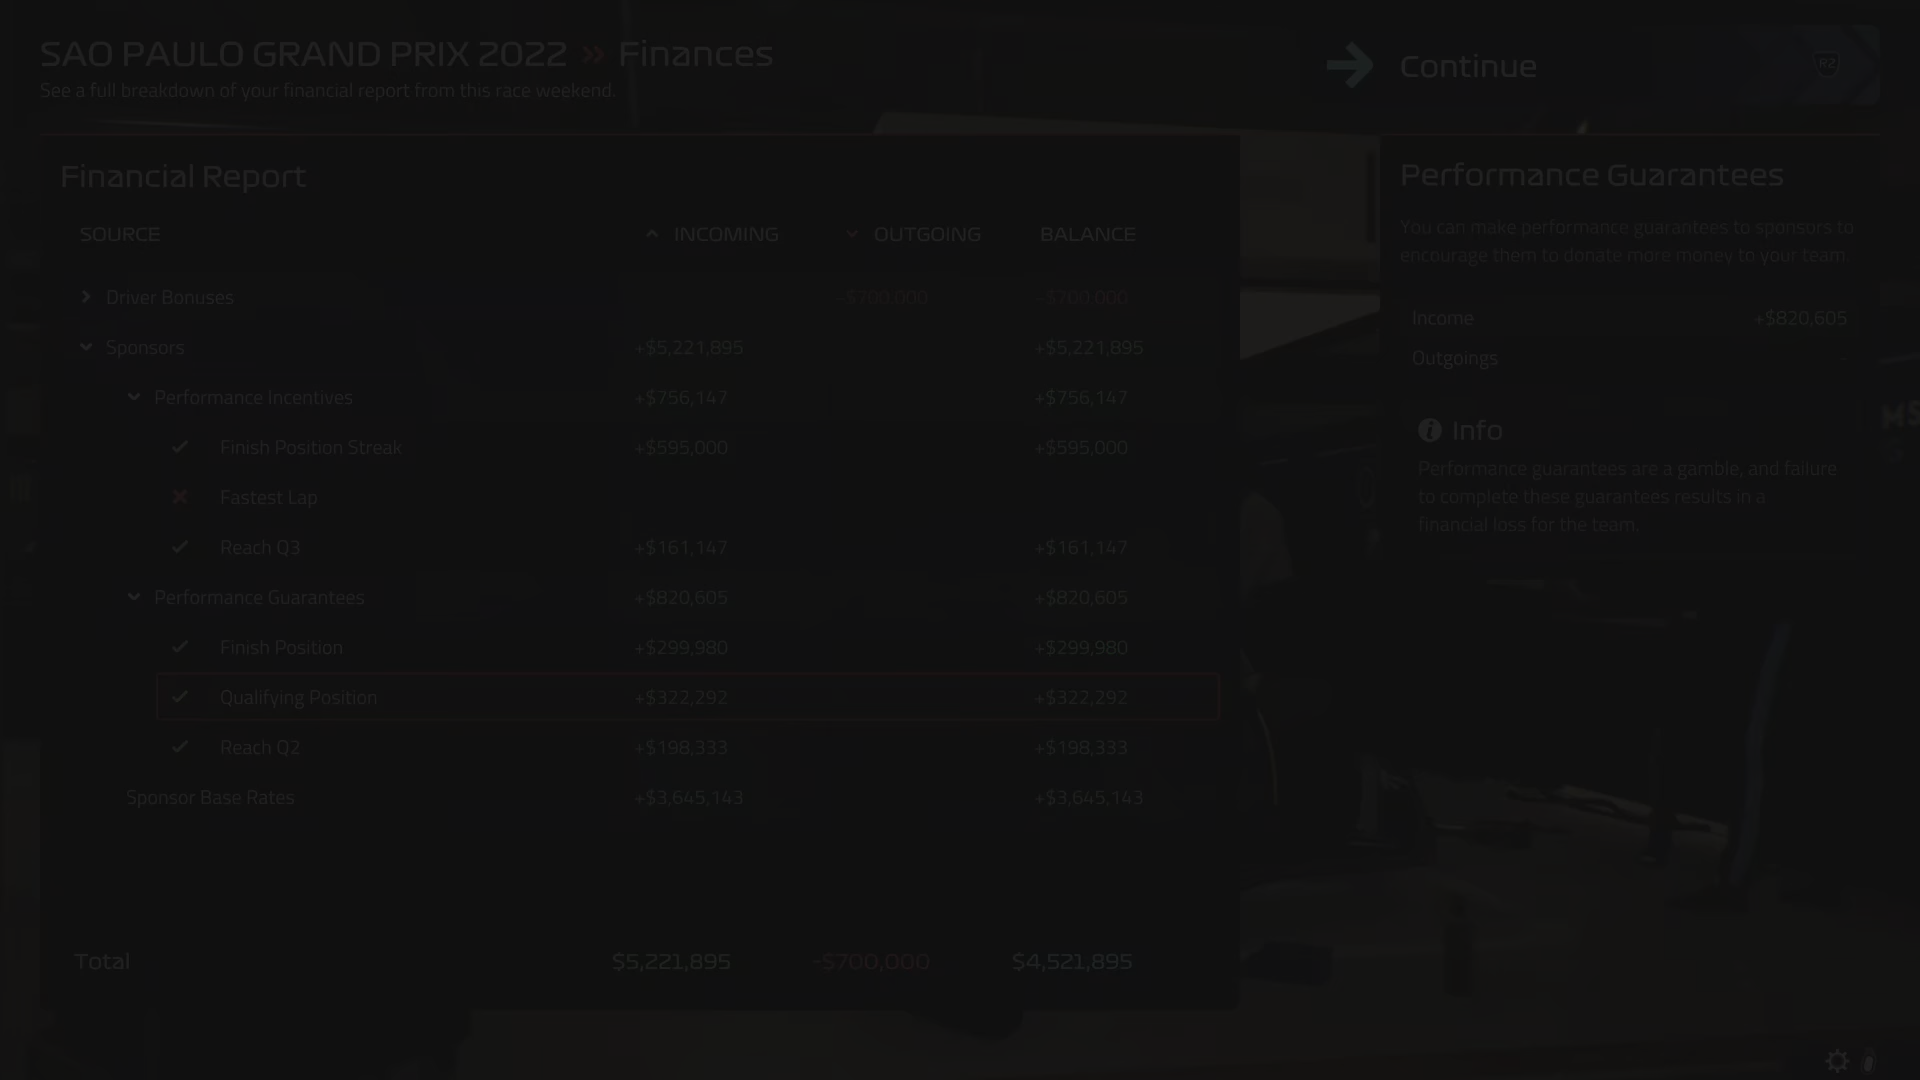 SAO PAULO GRAND PRIX 2022 » Finances
See a full breakdown of your financial report from this race weekend.
Continue
R2
Financial Report
SOURCE INCOMING OUTGOING BALANCE
Driver Bonuses -$700,000 -$700,000
Sponsors +$5,221,895 +$5,221,895
Performance Incentives +$756,147 +$756,147
Finish Position Streak +$595,000 +$595,000
Fastest Lap
Reach Q3 +$161,147 +$161,147
Performance Guarantees +$820,605 +$820,605
Finish Position +$299,980 +$299,980
Qualifying Position +$322,292 +$322,292
Reach Q2 +$198,333 +$198,333
Sponsor Base Rates +$3,645,143 +$3,645,143
Total $5,221,895 -$700,000 $4,521,895
Performance Guarantees
You can make performance guarantees to sponsors to
encourage them to donate more money to your team.
Income +$820,605
Outgoings -
Info
Performance guarantees are a gamble, and failure
to complete these guarantees results in a
financial loss for the team.